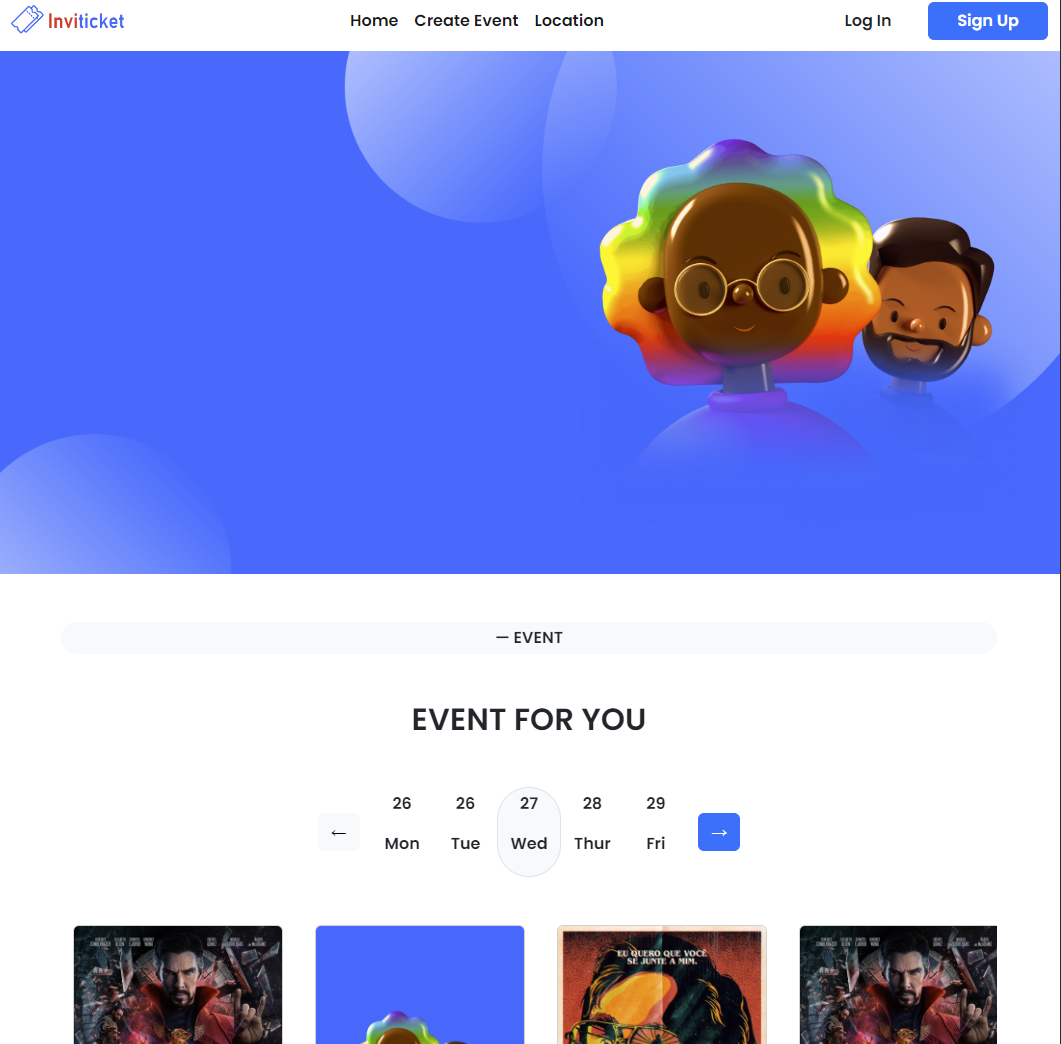 Inviticket
Home Create Event Location
Log In
Sign Up
— EVENT
EVENT FOR YOU
← 26 26 27 28 29 →
Mon Tue Wed Thur Fri
EU QUERO QUE VOCÊ
SE JUNTE A MIM.